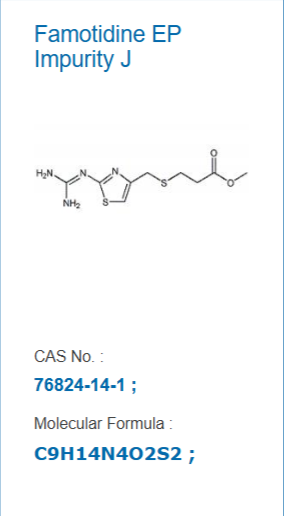 Famotidine EP
Impurity J
O
H₂N N N S O
NH₂ S
CAS No. :
76824-14-1 ;
Molecular Formula :
C9H14N4O2S2 ;